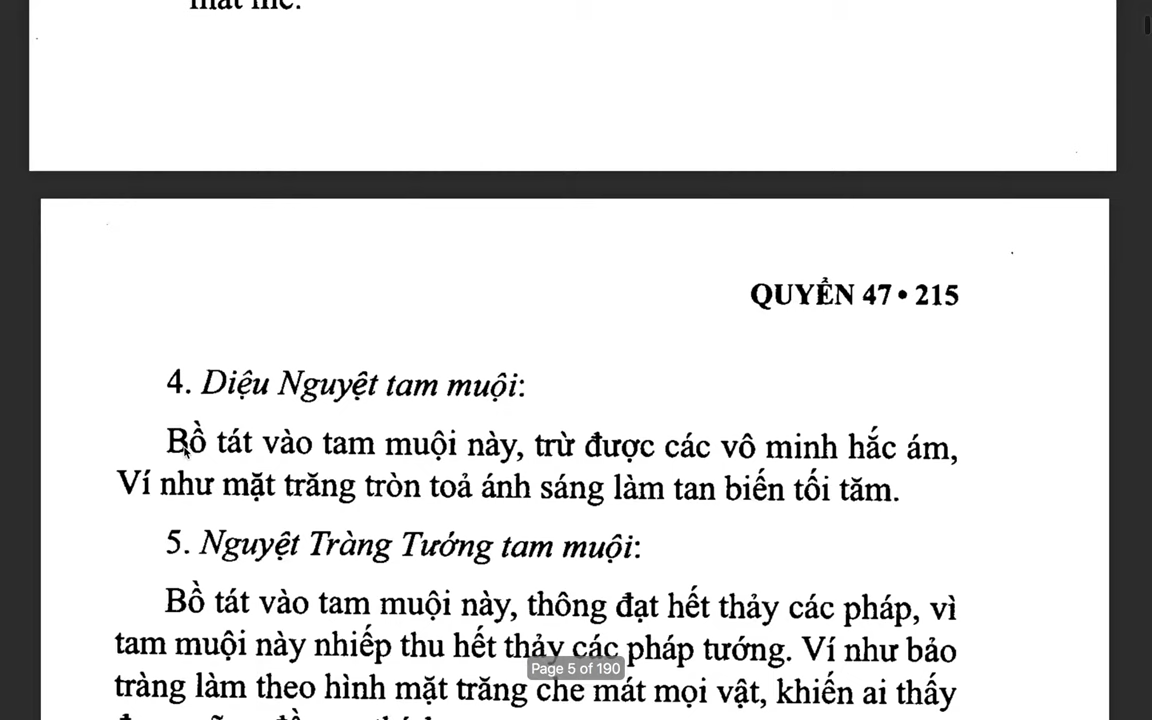 QUYỂN 47 • 215
4. Diệu Nguyệt tam muội:
Bồ tát vào tam muội này, trừ được các vô minh hắc ám,
Ví như mặt trăng tròn toả ánh sáng làm tan biến tối tăm.
5. Nguyệt Tràng Tướng tam muội:
Bồ tát vào tam muội này, thông đạt hết thảy các pháp, vì
tam muội này nhiếp thu hết thảy các pháp tướng. Ví như bảo
Page 5 of 190
tràng làm theo hình mặt trăng che mát mọi vật, khiến ai thấy